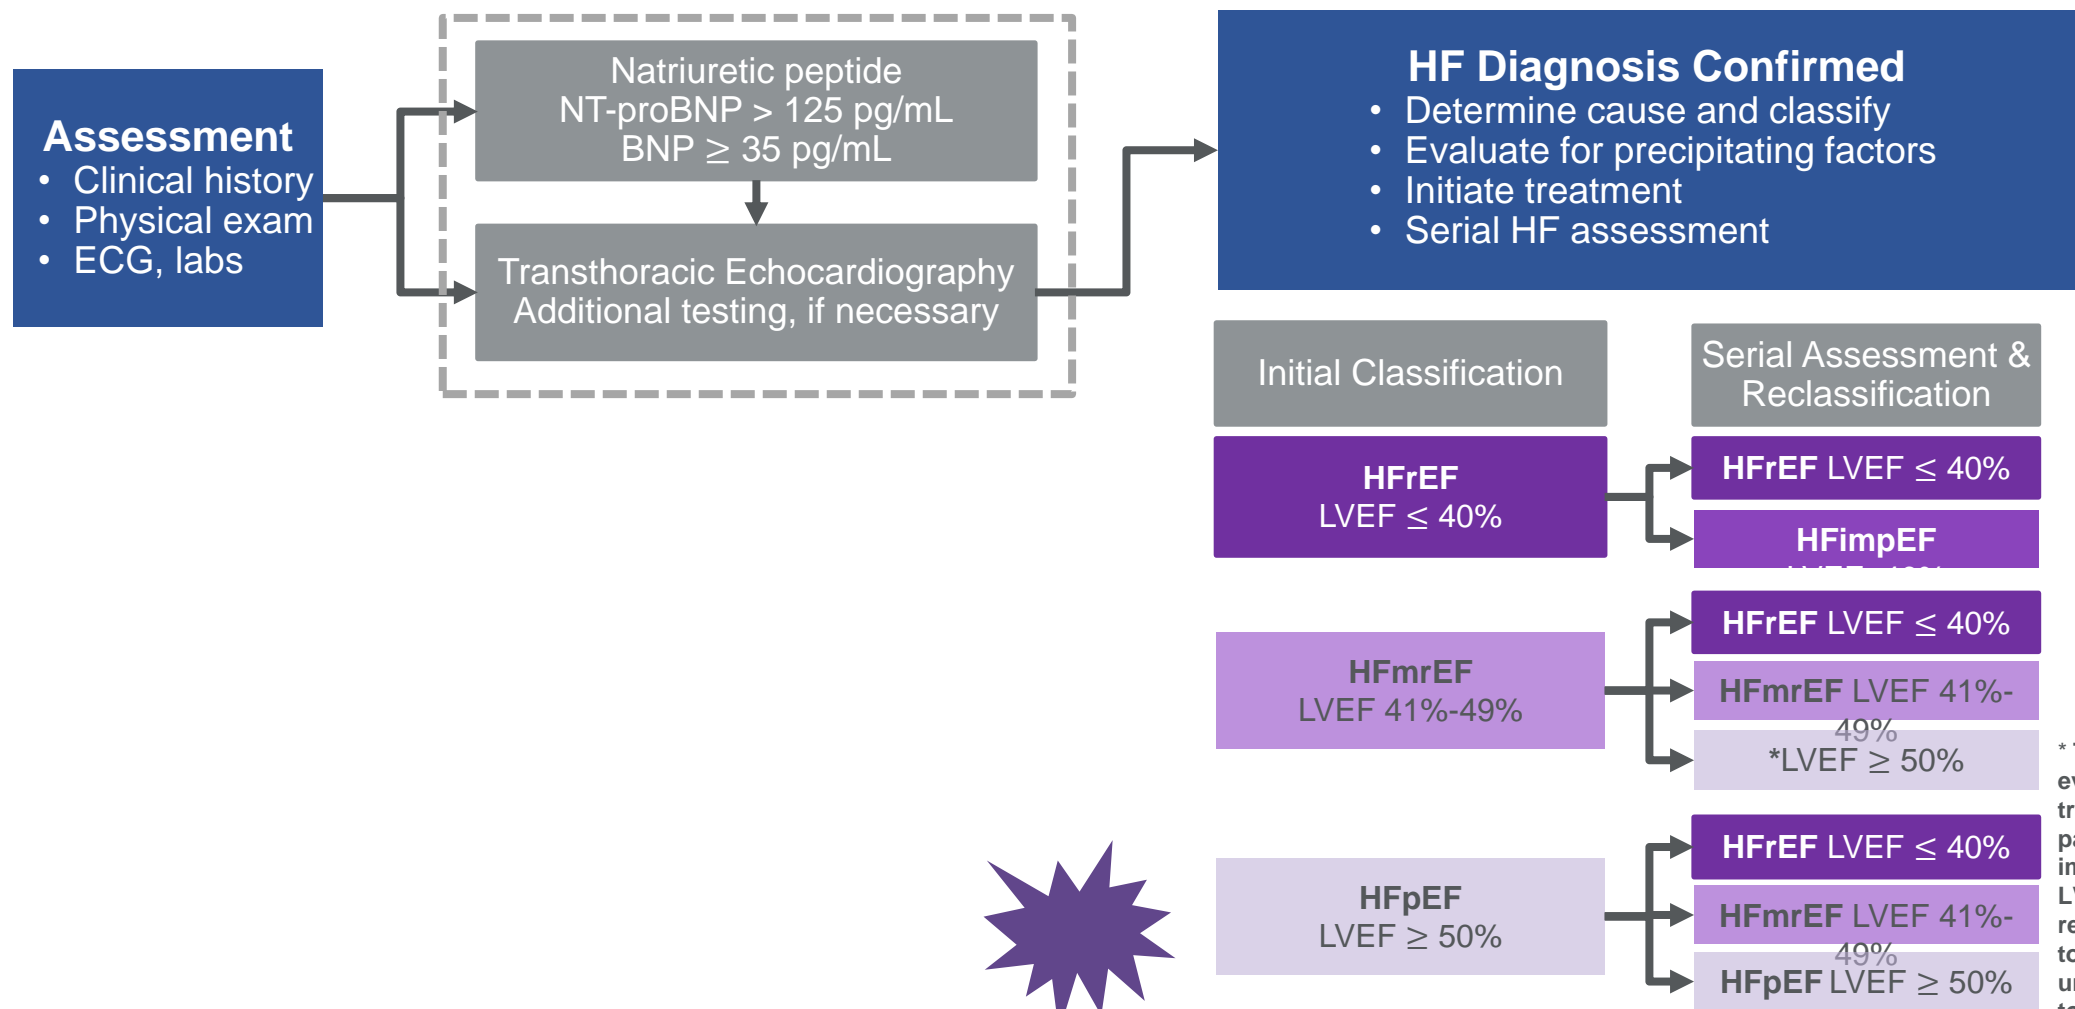 Assessment
• Clinical history
• Physical exam
• ECG, labs
Natriuretic peptide
NT-proBNP > 125 pg/mL
BNP ≥ 35 pg/mL
Transthoracic Echocardiography
Additional testing, if necessary
HF Diagnosis Confirmed
• Determine cause and classify
• Evaluate for precipitating factors
• Initiate treatment
• Serial HF assessment
Initial Classification
Serial Assessment &
Reclassification
HFrEF
LVEF ≤ 40%
HFrEF LVEF ≤ 40%
HFimpEF
HFmrEF
LVEF 41%-49%
HFrEF LVEF ≤ 40%
HFmrEF LVEF 41%-
49%
*LVEF ≥ 50%
HFpEF
LVEF ≥ 50%
HFrEF LVEF ≤ 40%
HFmrEF LVEF 41%-
49%
HFpEF LVEF ≥ 50%
*